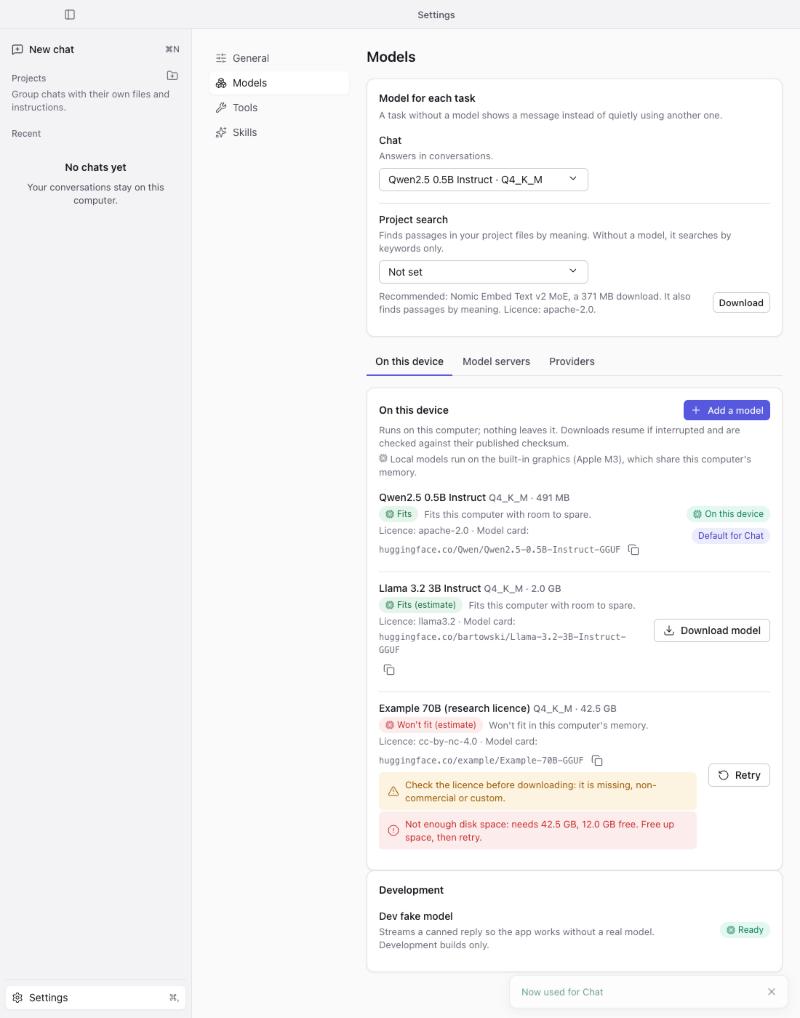 Settings
New chat ⌘N
Projects
Group chats with their own files and
instructions.
Recent
No chats yet
Your conversations stay on this
computer.
Settings ⌘,
General
Models
Tools
Skills
Models
Model for each task
A task without a model shows a message instead of quietly using another one.
Chat
Answers in conversations.
Qwen2.5 0.5B Instruct · Q4_K_M
Project search
Finds passages in your project files by meaning. Without a model, it searches by
keywords only.
Not set
Recommended: Nomic Embed Text v2 MoE, a 371 MB download. It also
finds passages by meaning. Licence: apache-2.0.
Download
On this device Model servers Providers
On this device
Add a model
Runs on this computer; nothing leaves it. Downloads resume if interrupted and are
checked against their published checksum.
Local models run on the built-in graphics (Apple M3), which share this computer's
memory.
Qwen2.5 0.5B Instruct Q4_K_M · 491 MB
Fits Fits this computer with room to spare.
Licence: apache-2.0 · Model card:
huggingface.co/Qwen/Qwen2.5-0.5B-Instruct-GGUF
On this device
Default for Chat
Llama 3.2 3B Instruct Q4_K_M · 2.0 GB
Fits (estimate) Fits this computer with room to spare.
Licence: llama3.2 · Model card:
huggingface.co/bartowski/Llama-3.2-3B-Instruct-
GGUF
Download model
Example 70B (research licence) Q4_K_M · 42.5 GB
Won't fit (estimate) Won't fit in this computer's memory.
Licence: cc-by-nc-4.0 · Model card:
huggingface.co/example/Example-70B-GGUF
Retry
Check the licence before downloading: it is missing, non-
commercial or custom.
Not enough disk space: needs 42.5 GB, 12.0 GB free. Free up
space, then retry.
Development
Dev fake model
Streams a canned reply so the app works without a real model.
Development builds only.
Ready
Now used for Chat